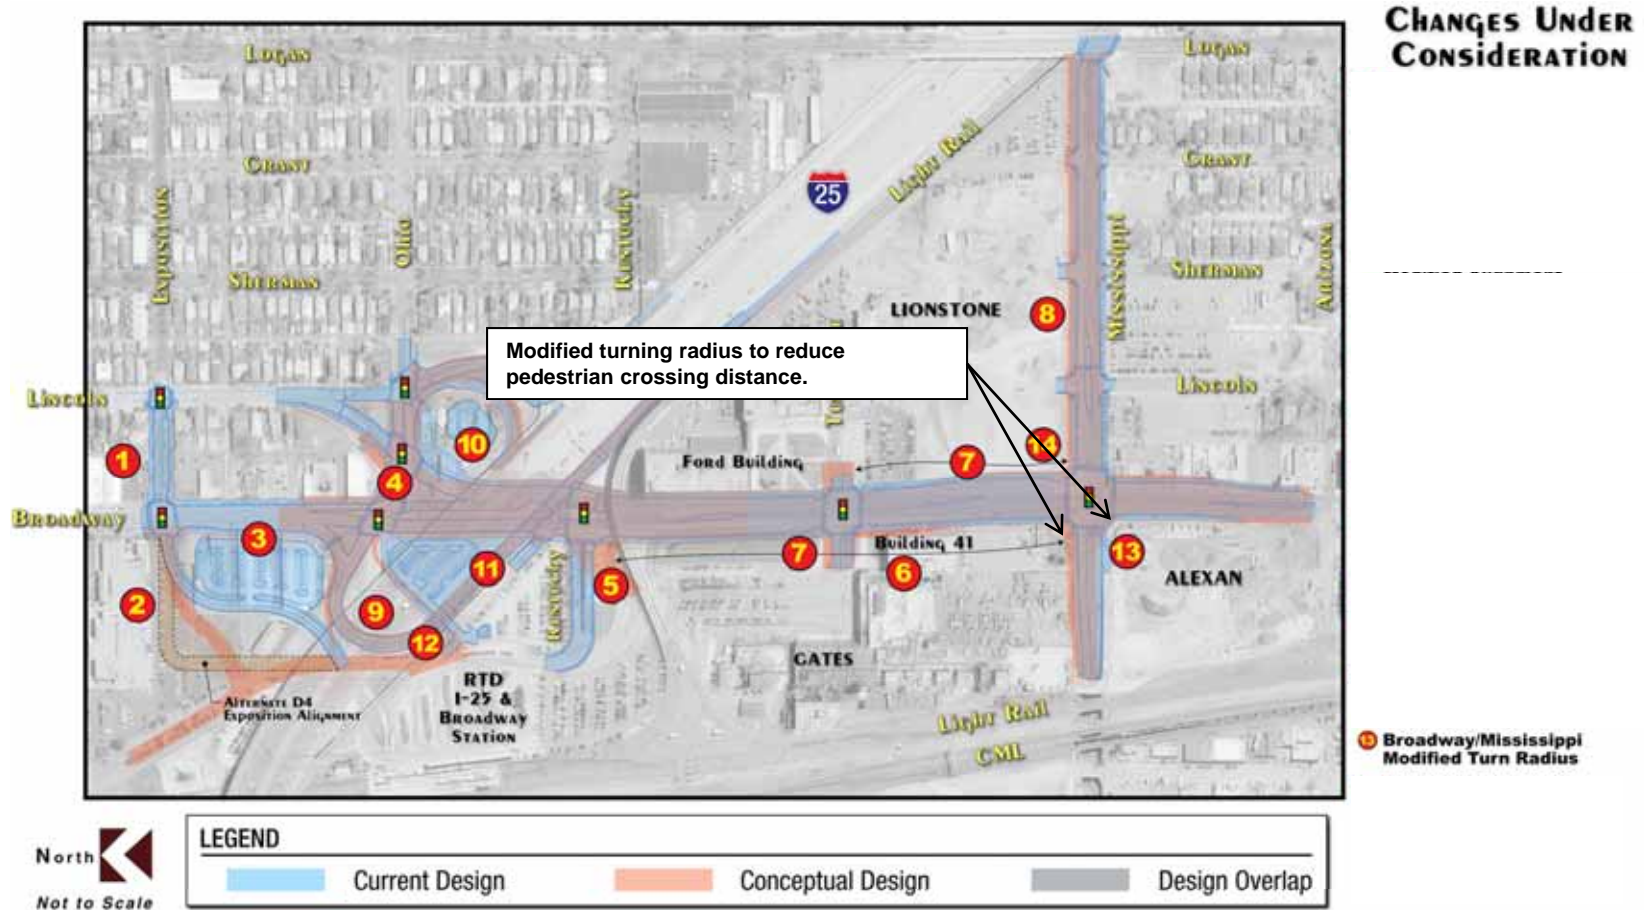 Changes Under
Consideration
Logan
Logan
Grant
Grant
Light Rail
25
Exposition
Ohio
Kentucky
Mississippi
Arizona
Sherman
Sherman
LIONSTONE
8
Modified turning radius to reduce
pedestrian crossing distance.
Lincoln
Lincoln
1
10
4
Ford Building
7
14
Broadway
3
11
Kentucky
5
7
Building 41
6
13
ALEXAN
2
9
12
GATES
RTD
I-25 &
Broadway
Station
Alternate D4
Exposition Alignment
Light Rail
CML
13 Broadway/Mississippi
Modified Turn Radius
North
Not to Scale
LEGEND
Current Design
Conceptual Design
Design Overlap